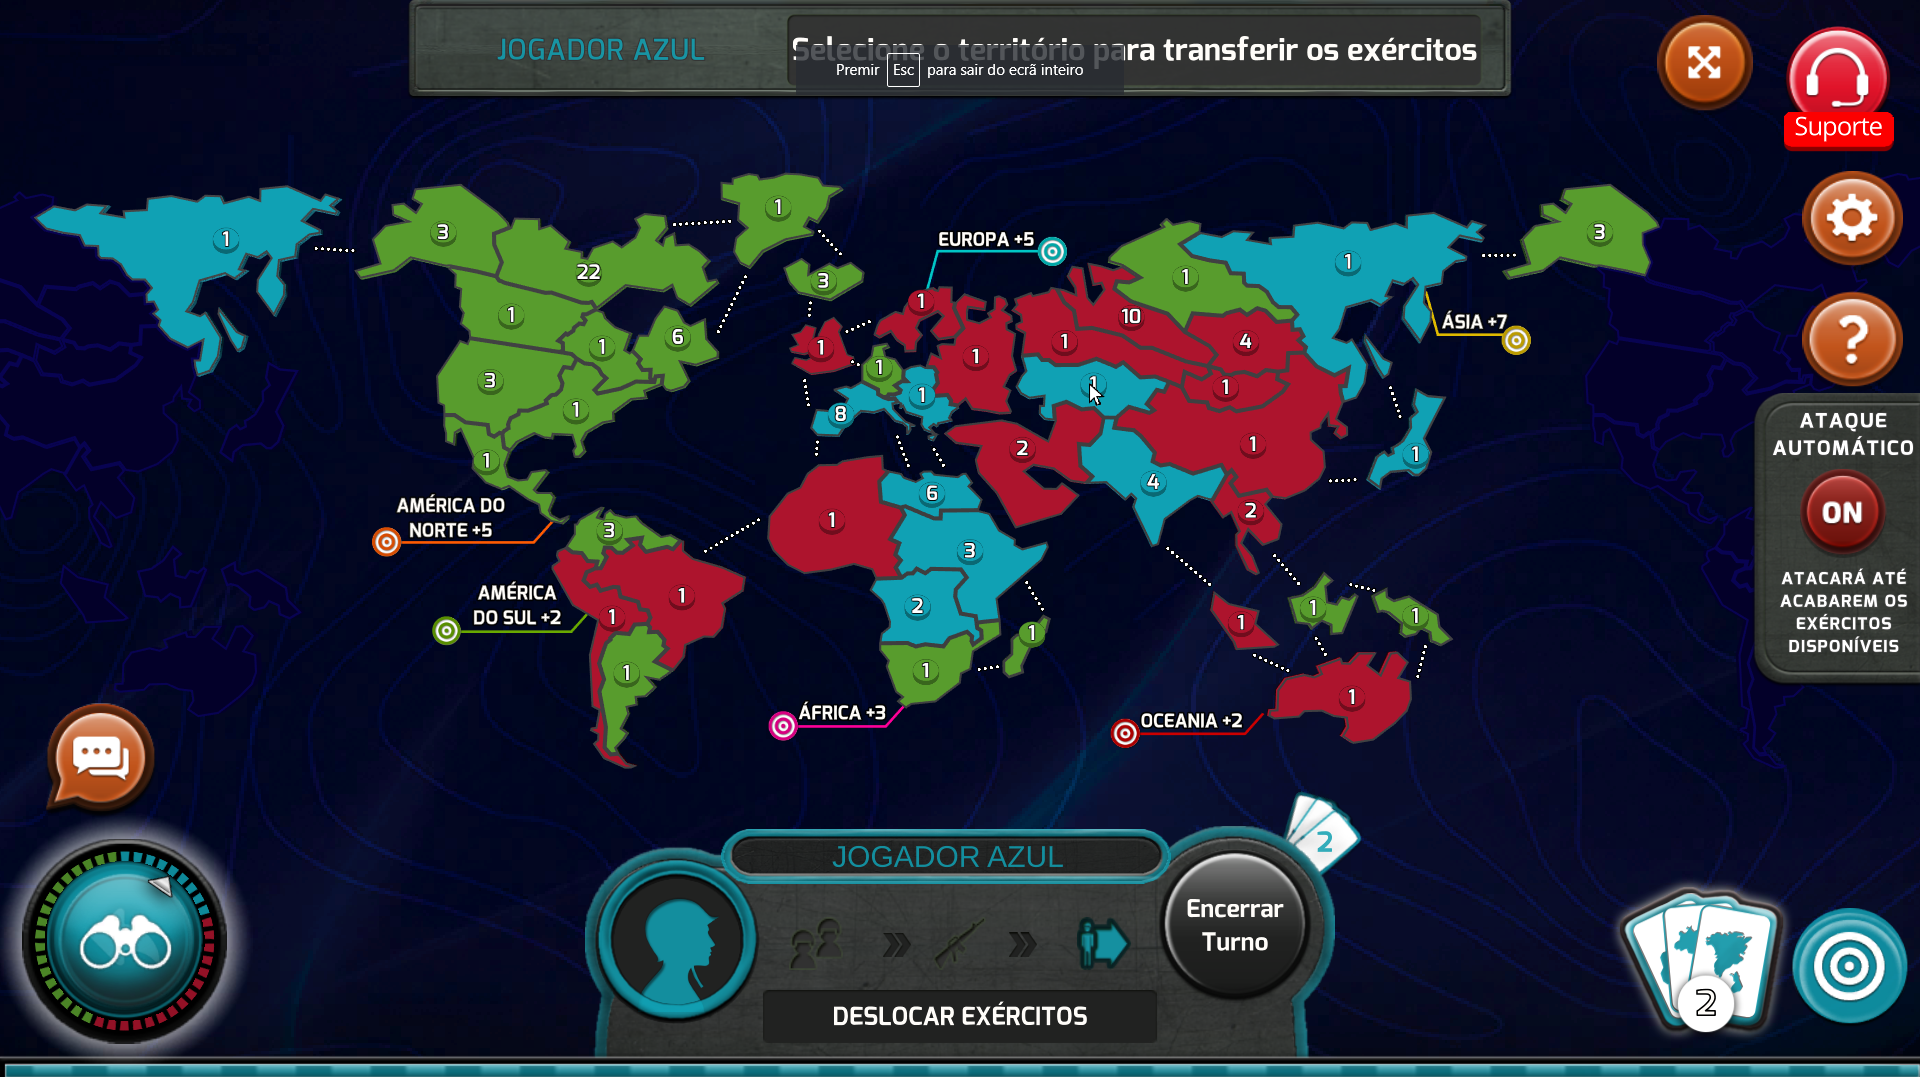 JOGADOR AZUL
Selecione o território para transferir os exércitos
Premir Esc para sair do ecrã inteiro
Suporte
1
3
22
1
3
1
1
6
3
1
1
EUROPA +5
1
1
1
1
8
1
1
1
10
1
4
1
1
1
1
3
ÁSIA +7
2
1
4
2
1
ATAQUE
AUTOMÁTICO
ON
ATACARÁ ATÉ
ACABAREM OS
EXÉRCITOS
DISPONÍVEIS
AMÉRICA DO
NORTE +5
3
1
1
1
AMÉRICA
DO SUL +2
1
6
3
2
1
1
ÁFRICA +3
1
1
1
1
OCEANIA +2
2
JOGADOR AZUL
Encerrar
Turno
DESLOCAR EXÉRCITOS
2